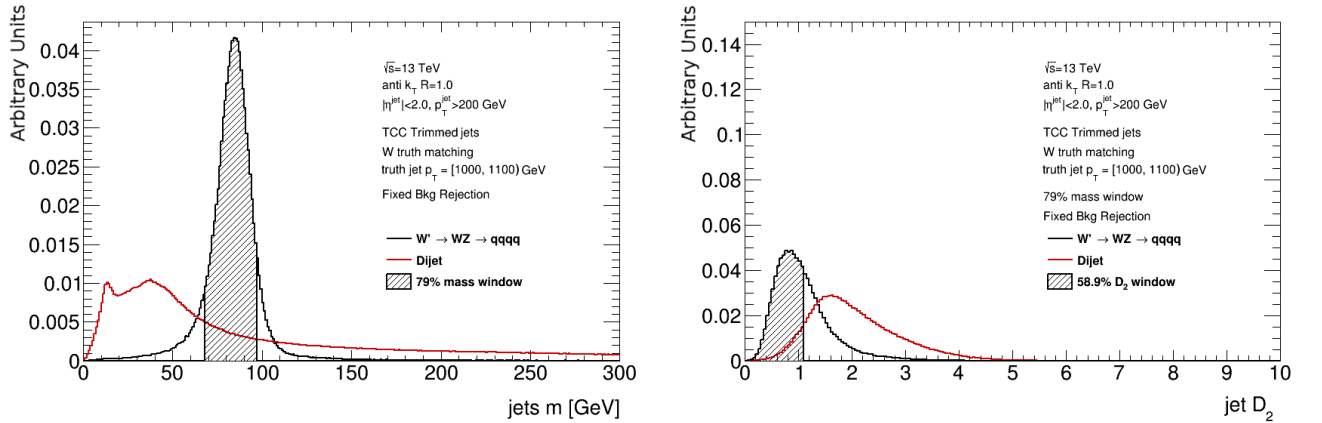 Arbitrary Units
0.04
0.035
0.03
0.025
0.02
0.015
0.01
0.005
0
√s=13 TeV
anti k_T R=1.0
|η^jet|<2.0, p_T^jet>200 GeV
TCC Trimmed jets
W truth matching
truth jet p_T = [1000, 1100) GeV
Fixed Bkg Rejection
W' → WZ → qqqq
Dijet
79% mass window
0 50 100 150 200 250 300
jets m [GeV]
Arbitrary Units
0.14
0.12
0.1
0.08
0.06
0.04
0.02
0
√s=13 TeV
anti k_T R=1.0
|η^jet|<2.0, p_T^jet>200 GeV
TCC Trimmed jets
W truth matching
truth jet p_T = [1000, 1100) GeV
79% mass window
Fixed Bkg Rejection
W' → WZ → qqqq
Dijet
58.9% D_2 window
0 1 2 3 4 5 6 7 8 9 10
jet D_2